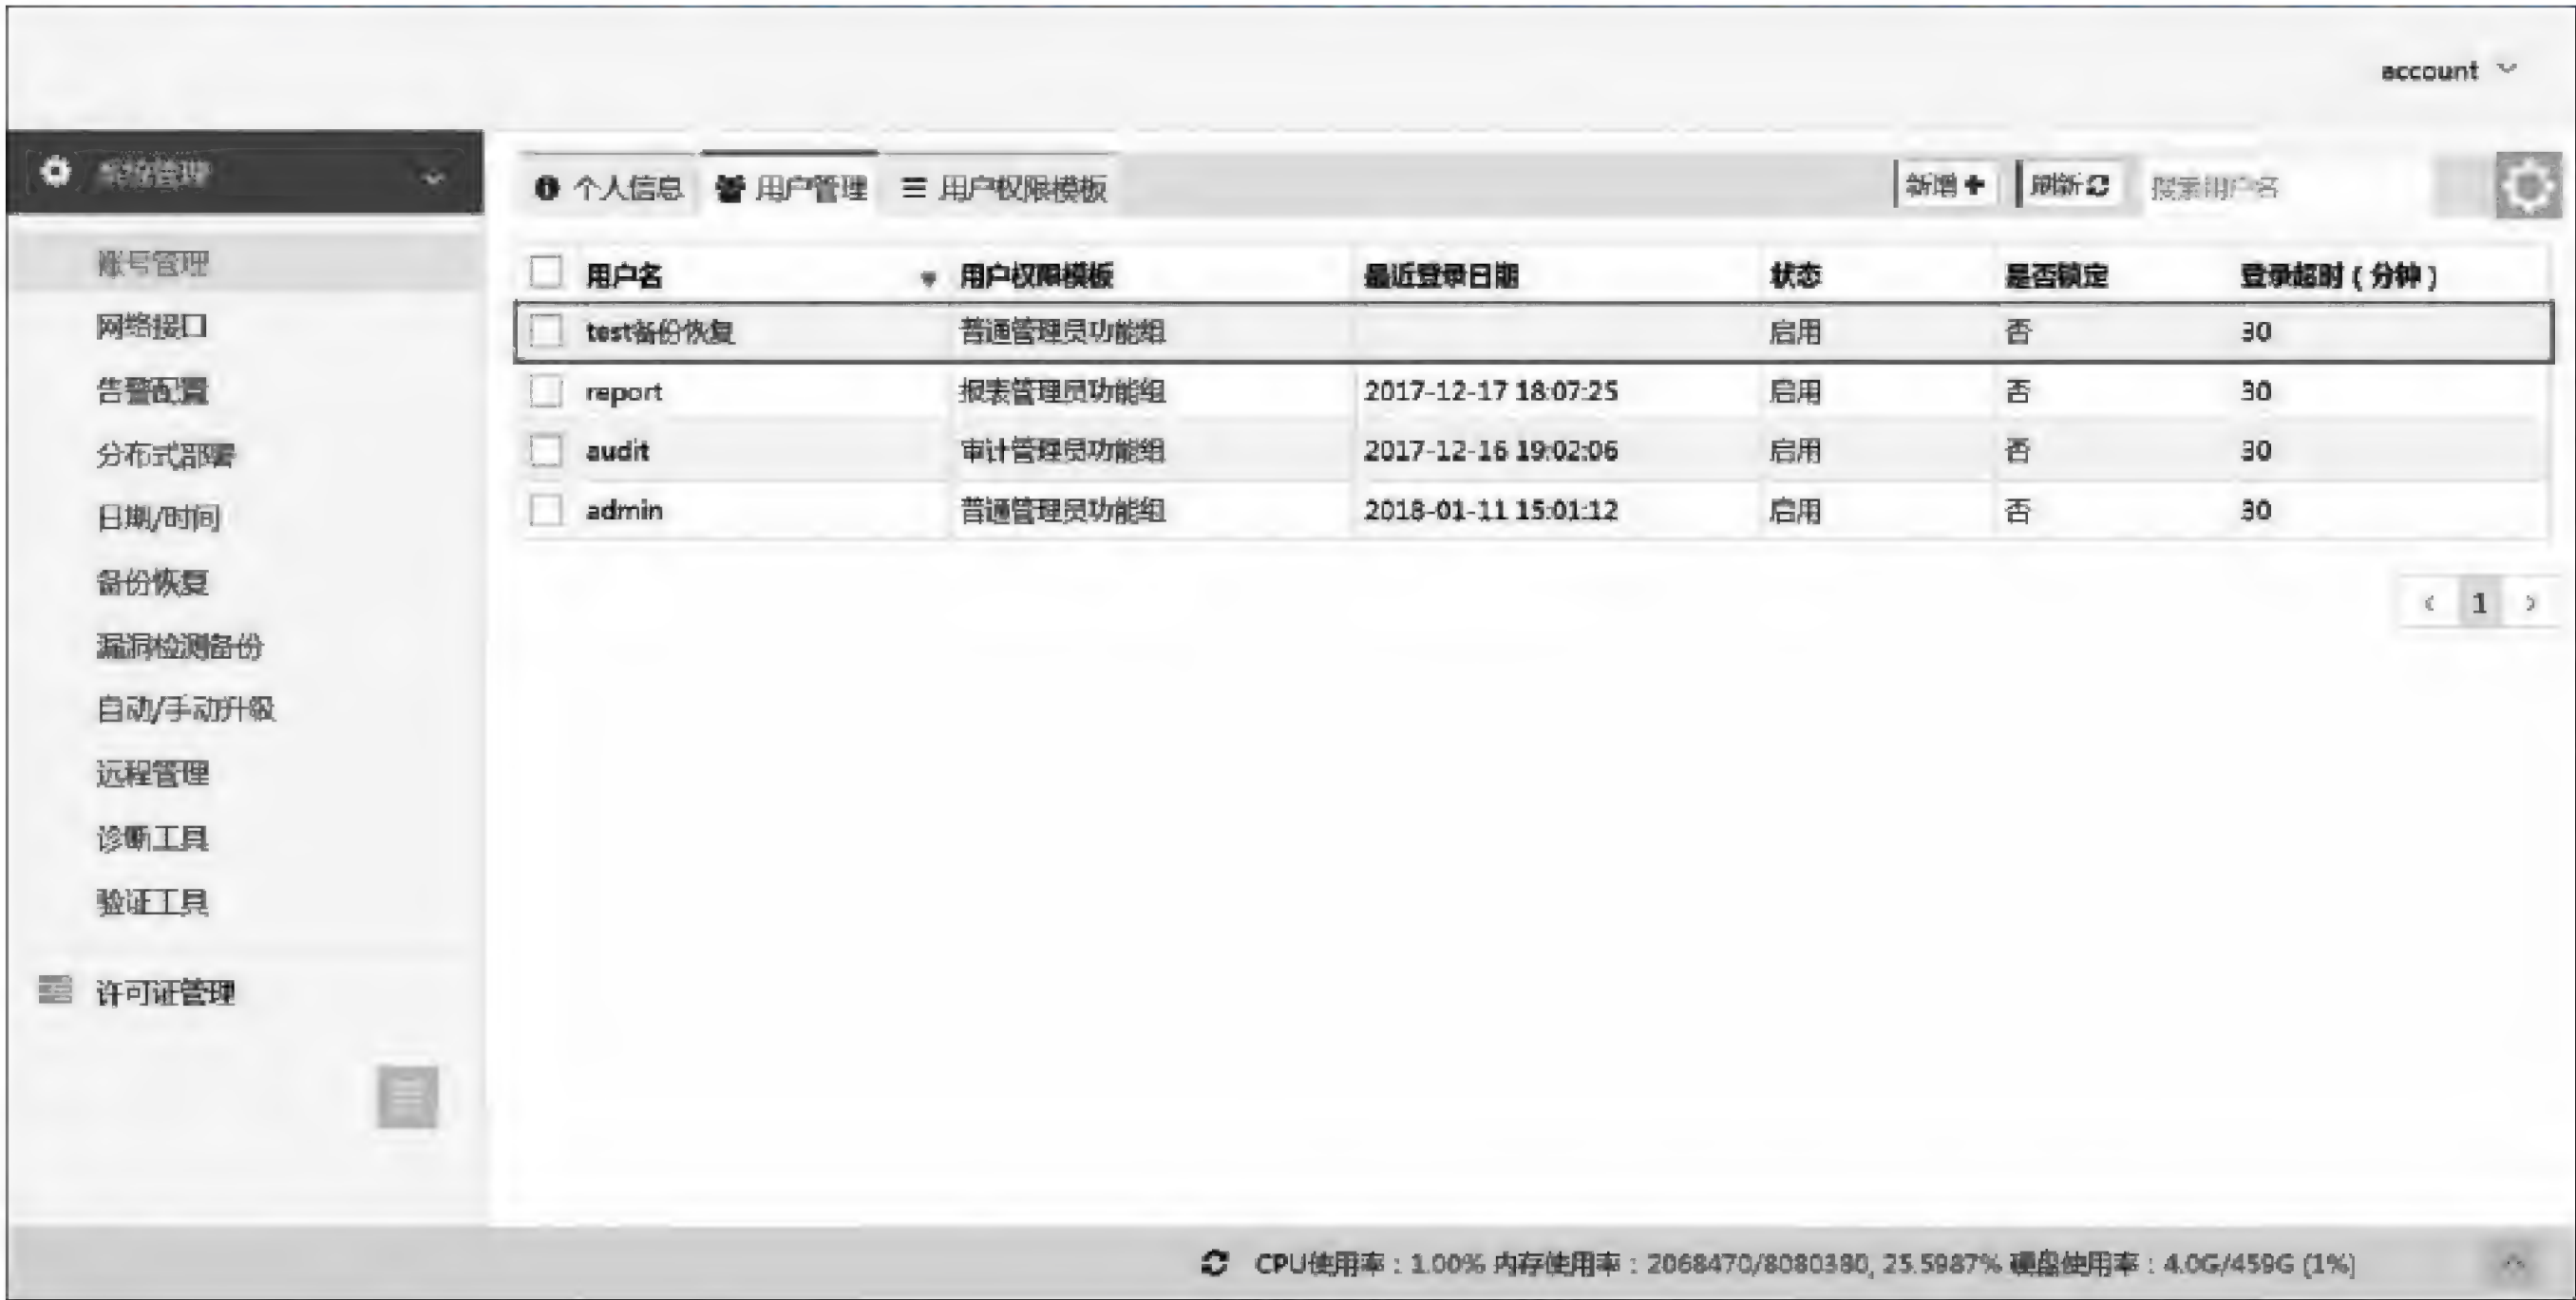 account
系统管理
个人信息 用户管理 用户权限模板 新增 刷新 搜索用户名
账号管理
网络接口
告警配置
分布式部署
日期/时间
备份恢复
漏洞检测备份
自动/手动升级
远程管理
诊断工具
验证工具
许可证管理
用户名 用户权限模板 最近登录日期 状态 是否锁定 登录超时（分钟）
test备份恢复 普通管理员功能组 启用 否 30
report 报表管理员功能组 2017-12-17 18:07:25 启用 否 30
audit 审计管理员功能组 2017-12-16 19:02:06 启用 否 30
admin 普通管理员功能组 2018-01-11 15:01:12 启用 否 30
1
CPU使用率：1.00% 内存使用率：2068470/8080380, 25.5987% 硬盘使用率：4.0G/459G (1%)